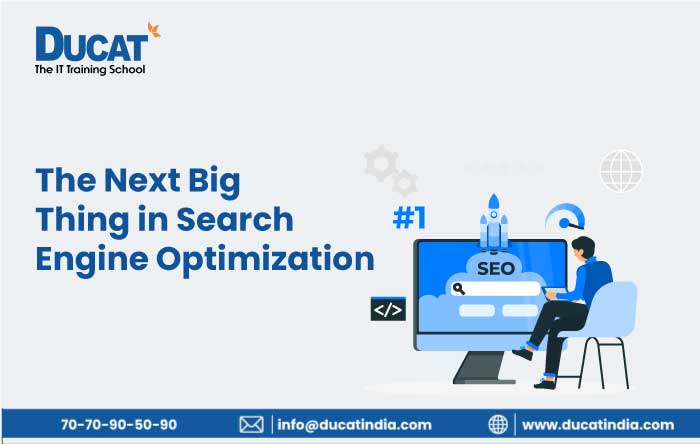 DUCAT
The IT Training School
The Next Big
Thing in Search
Engine Optimization
#1
SEO
</>
70-70-90-50-90
info@ducatindia.com
www.ducatindia.com